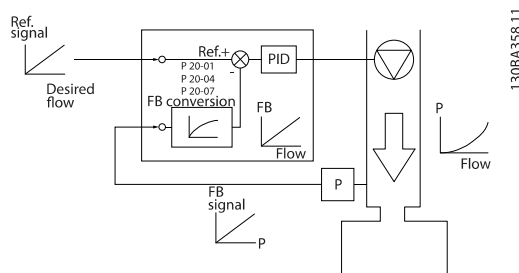 Ref.
signal
Desired
flow
Ref.+
-
PID
P 20-01
P 20-04
P 20-07
FB conversion
FB
Flow
P
FB
signal
P
P
Flow
130BA358.11